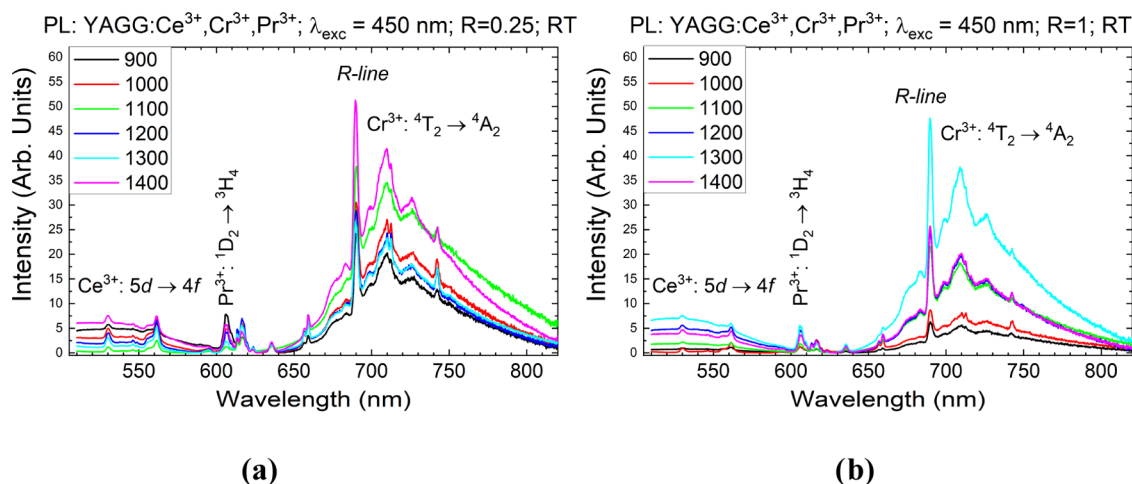 PL: YAGG:Ce³⁺,Cr³⁺,Pr³⁺; λexc = 450 nm; R=0.25; RT
60
55
50
45
40
35
30
25
20
15
10
5
0
Intensity (Arb. Units)
900
1000
1100
1200
1300
1400
R-line
Cr³⁺: ⁴T₂ → ⁴A₂
Pr³⁺: ¹D₂ → ³H₄
Ce³⁺: 5d → 4f
550 600 650 700 750 800
Wavelength (nm)
(a)
PL: YAGG:Ce³⁺,Cr³⁺,Pr³⁺; λexc = 450 nm; R=1; RT
60
55
50
45
40
35
30
25
20
15
10
5
0
Intensity (Arb. Units)
900
1000
1100
1200
1300
1400
R-line
Cr³⁺: ⁴T₂ → ⁴A₂
Pr³⁺: ¹D₂ → ³H₄
Ce³⁺: 5d → 4f
550 600 650 700 750 800
Wavelength (nm)
(b)